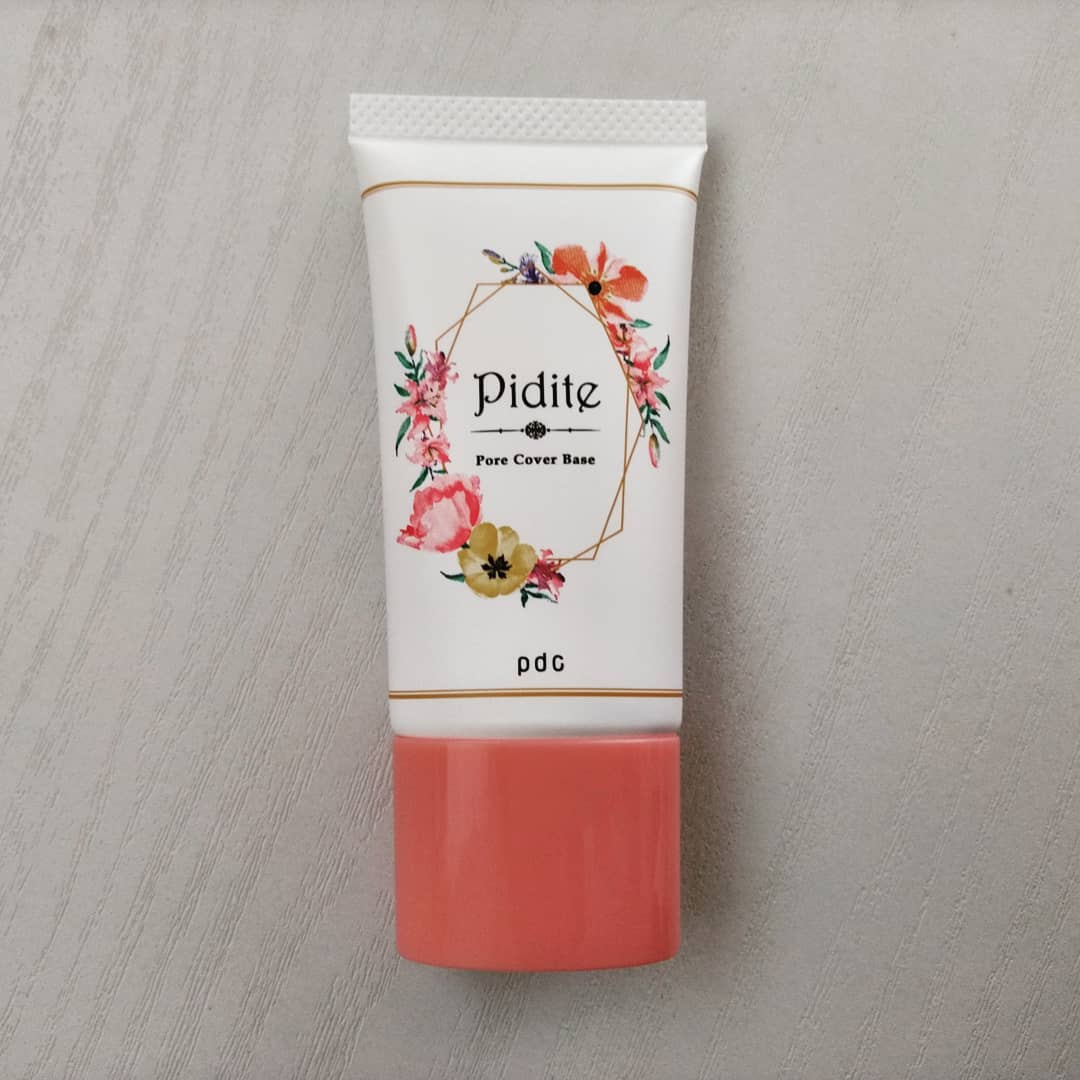 Pidite
Pore Cover Base
pdc